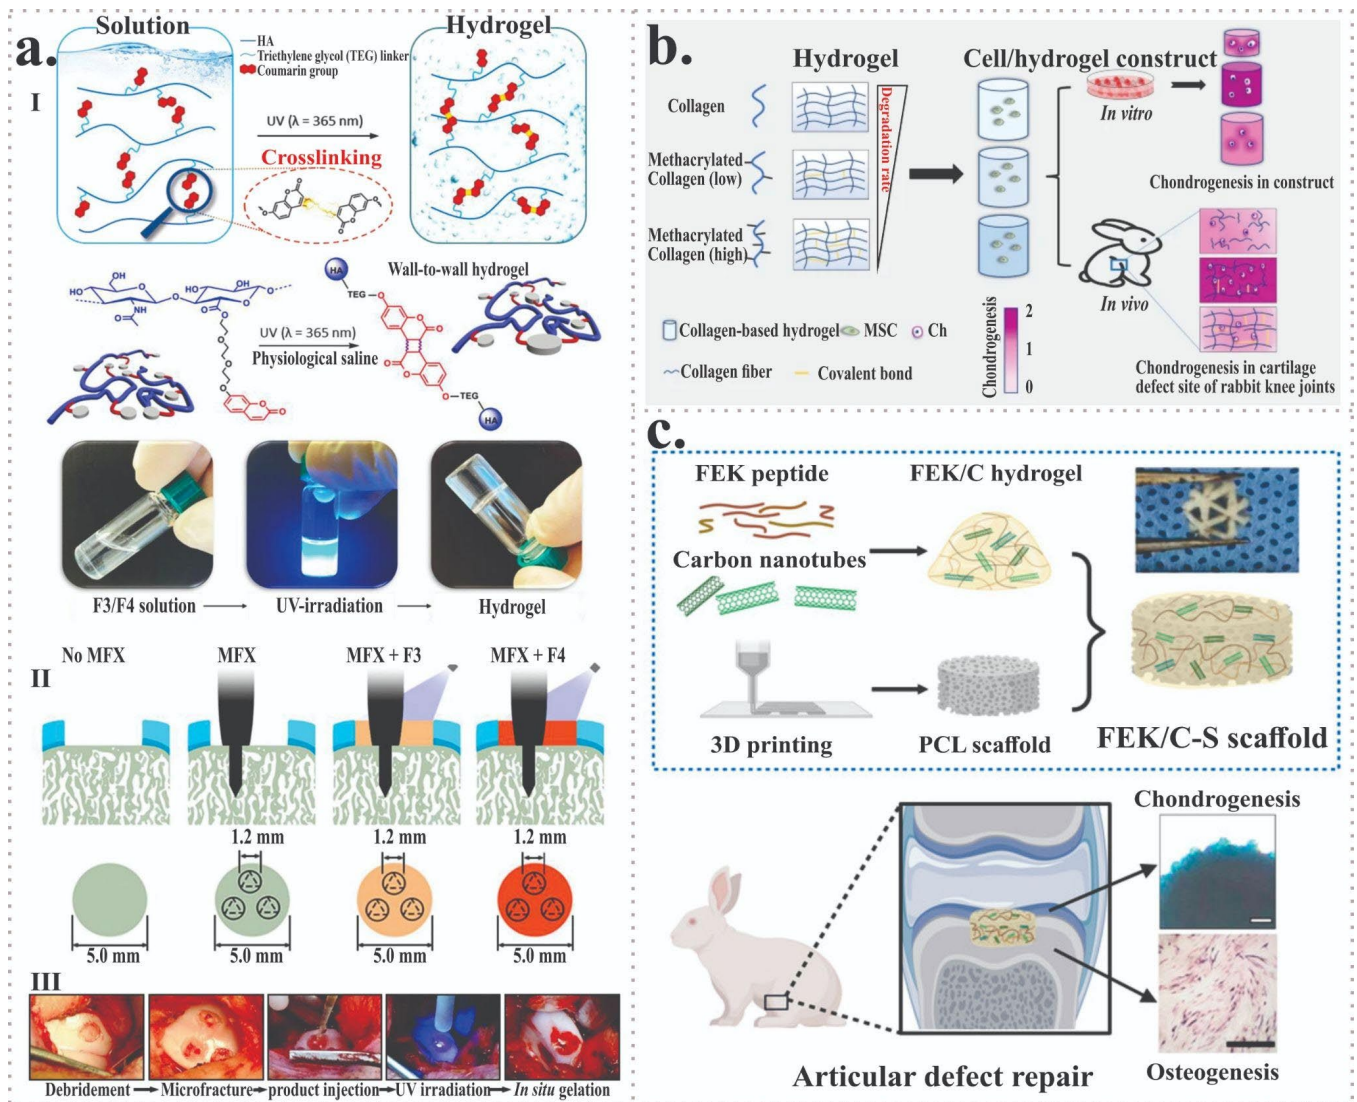 a.
Solution
Hydrogel
HA
Triethylene glycol (TEG) linker
Coumarin group
I
UV (λ = 365 nm)
Crosslinking
O
O
O
O
O
O
HA
TEG
O
Wall-to-wall hydrogel
OH
HO
O
O
NH
O
OH
HO
O
O
O
O
O
O
O
O
O
UV (λ = 365 nm)
Physiological saline
O
O
O
O
O
TEG
HA
F3/F4 solution
UV-irradiation
Hydrogel
II
No MFX
MFX
MFX + F3
MFX + F4
1.2 mm
1.2 mm
1.2 mm
5.0 mm
5.0 mm
5.0 mm
5.0 mm
III
Debridement
Microfracture
product injection
UV irradiation
In situ gelation
b.
Hydrogel
Cell/hydrogel construct
Collagen
Methacrylated
Collagen (low)
Methacrylated
Collagen (high)
Degradation rate
In vitro
Chondrogenesis in construct
In vivo
Chondrogenesis in cartilage
defect site of rabbit knee joints
Collagen-based hydrogel
MSC
Ch
Collagen fiber
Covalent bond
Chondrogenesis
2
1
0
c.
FEK peptide
FEK/C hydrogel
Carbon nanotubes
3D printing
PCL scaffold
FEK/C-S scaffold
Chondrogenesis
Articular defect repair
Osteogenesis